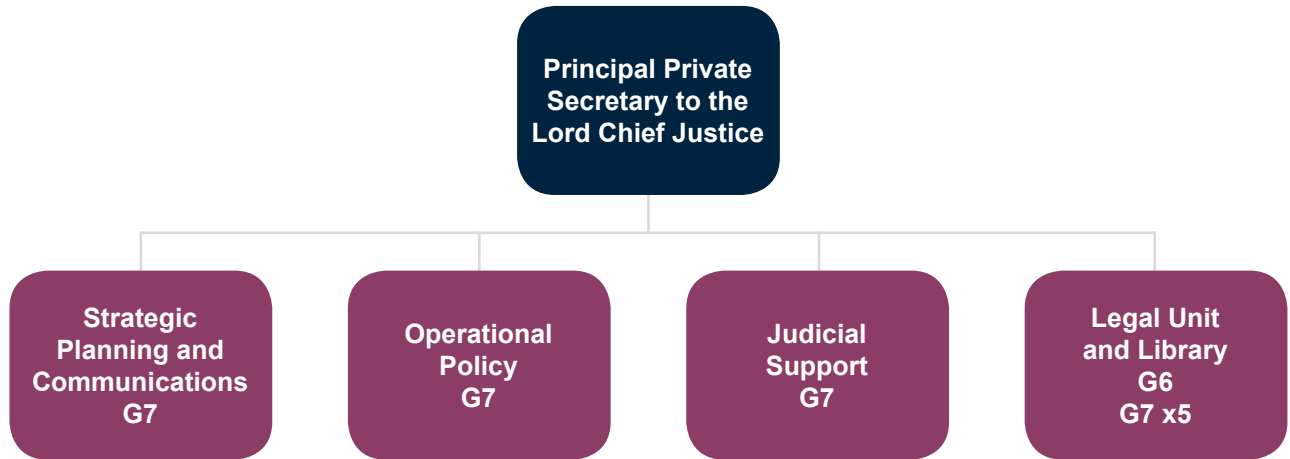 Principal Private
Secretary to the
Lord Chief Justice
Strategic
Planning and
Communications
G7
Operational
Policy
G7
Judicial
Support
G7
Legal Unit
and Library
G6
G7 x5